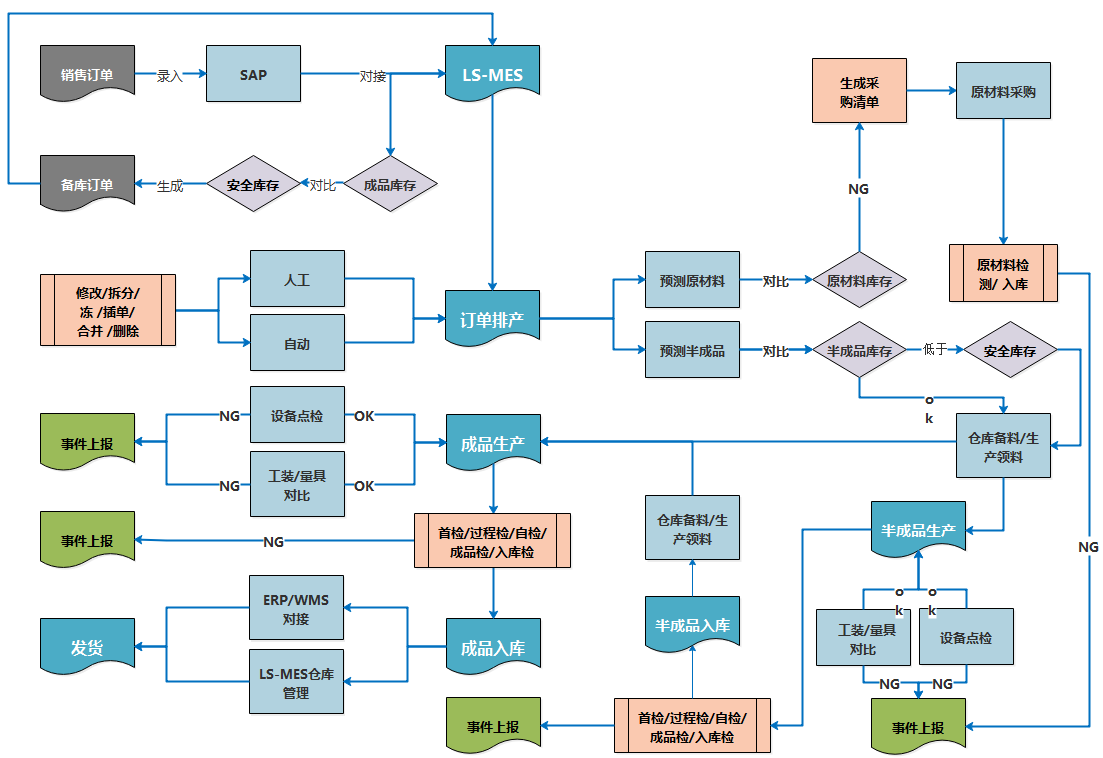 销售订单
录入
SAP
对接
LS-MES
备库订单
生成
安全库存
对比
成品库存
生成采
购清单
原材料采购
NG
原材料检
测/ 入库
修改/拆分/
冻 /插单/
合并 /删除
人工
自动
订单排产
预测原材料
对比
原材料库存
预测半成品
对比
半成品库存
低于
安全库存
o
k
仓库备料/生
产领料
NG
事件上报
NG
设备点检
OK
NG
工装/量具
对比
OK
成品生产
事件上报
NG
首检/过程检/自检/
成品检/入库检
仓库备料/生
产领料
半成品生产
o
k
o
k
工装/量具
对比
设备点检
NG
NG
事件上报
发货
ERP/WMS
对接
LS-MES仓库
管理
成品入库
半成品入库
事件上报
首检/过程检/自检/
成品检/入库检